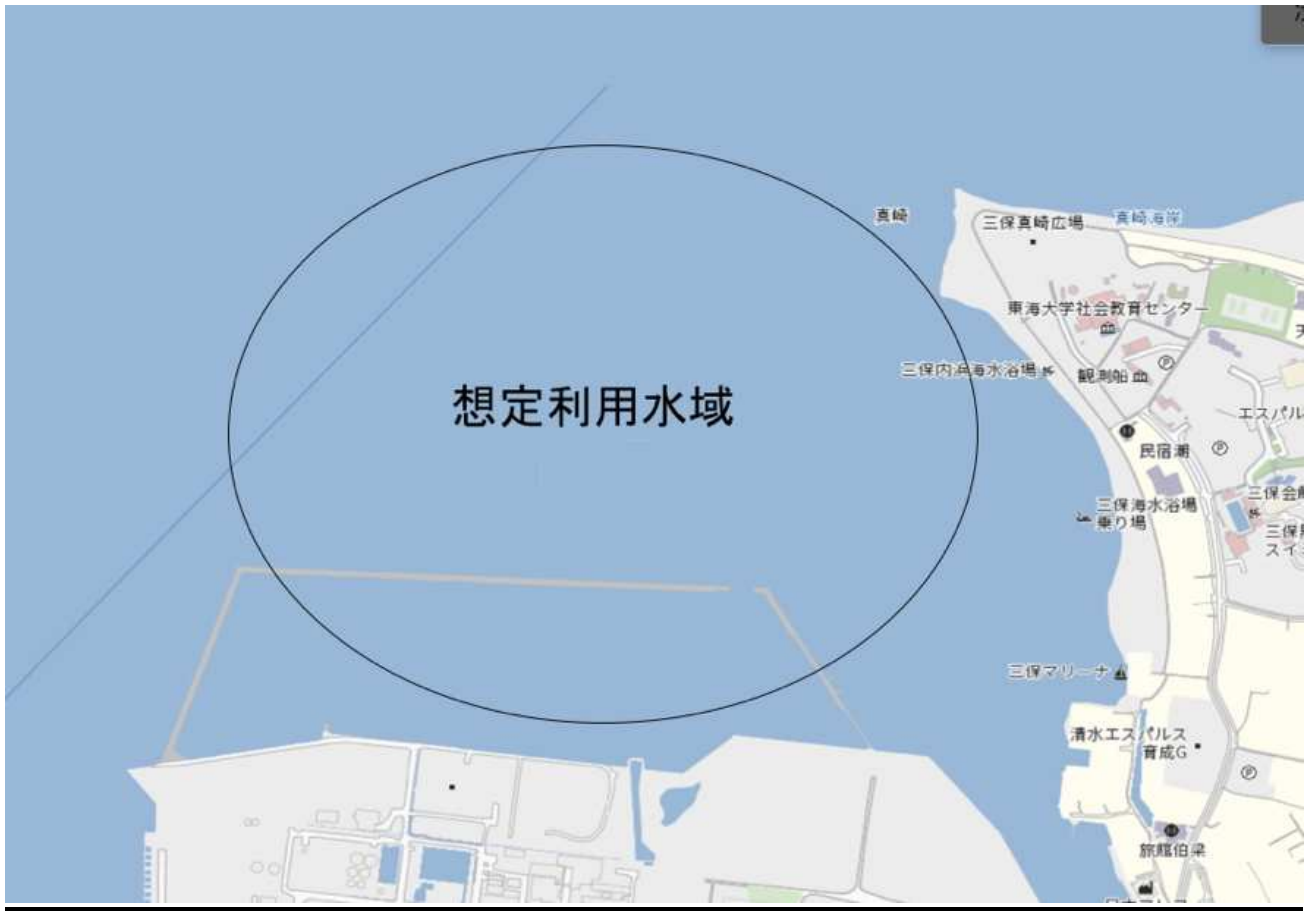 真崎
三保真崎広場
真崎海岸
東海大学社会教育センター
三保内浜海水浴場
観測船
エスパル
想定利用水域
民宿潮
三保海水浴場
乗り場
三保会館
三保
スイ
三保マリーナ
清水エスパルス
育成G
旅館伯梁